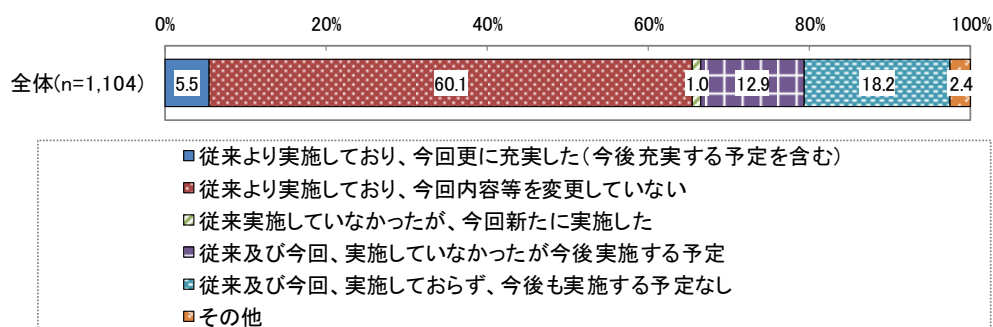 0% 20% 40% 60% 80% 100%
全体(n=1,104) 5.5 60.1 1.0 12.9 18.2 2.4
従来より実施しており、今回更に充実した(今後充実する予定を含む)
従来より実施しており、今回内容等を変更していない
従来実施していなかったが、今回新たに実施した
従来及び今回、実施していなかったが今後実施する予定
従来及び今回、実施しておらず、今後も実施する予定なし
その他